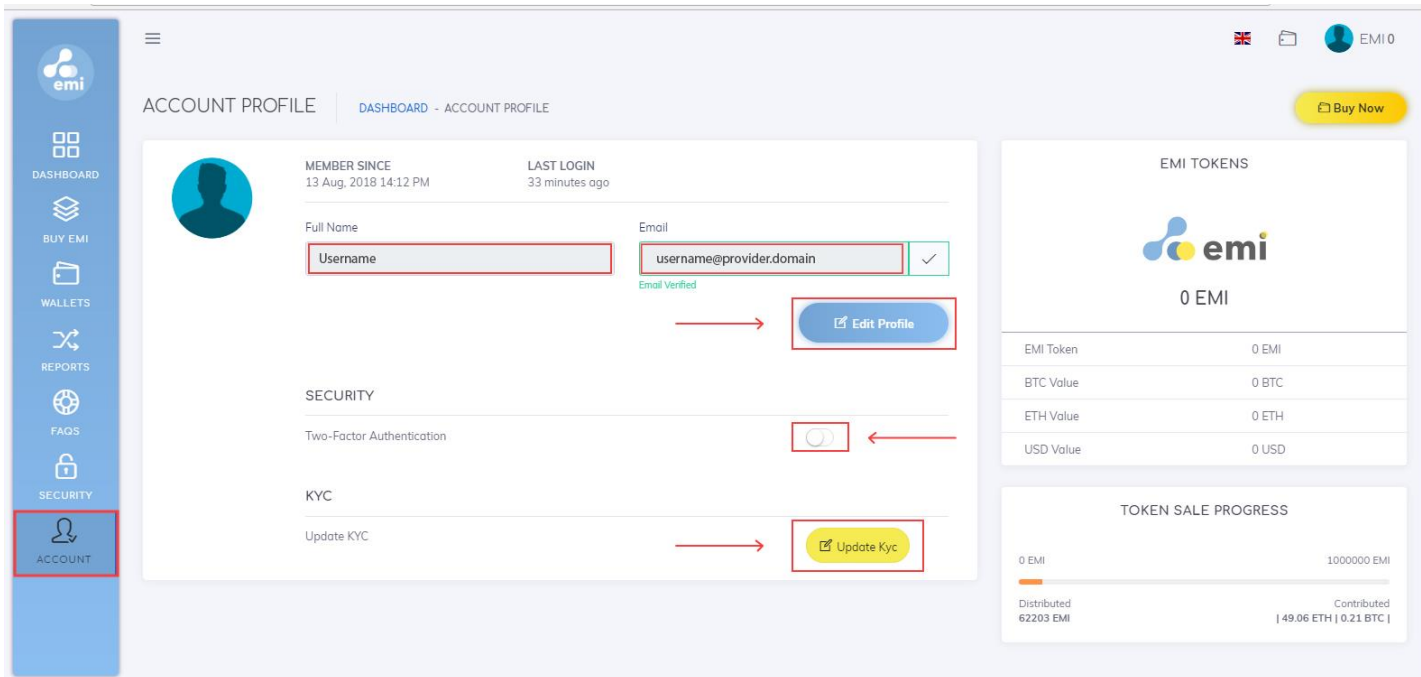 emi
DASHBOARD
BUY EMI
WALLETS
REPORTS
FAQS
SECURITY
ACCOUNT
EMI 0
ACCOUNT PROFILE
DASHBOARD - ACCOUNT PROFILE
Buy Now
MEMBER SINCE
13 Aug, 2018 14:12 PM
LAST LOGIN
33 minutes ago
Full Name
Username
Email
username@provider.domain
Email Verified
Edit Profile
SECURITY
Two-Factor Authentication
KYC
Update KYC
Update Kyc
EMI TOKENS
emi
0 EMI
EMI Token 0 EMI
BTC Value 0 BTC
ETH Value 0 ETH
USD Value 0 USD
TOKEN SALE PROGRESS
0 EMI 1000000 EMI
Distributed Contributed
62203 EMI | 49.06 ETH | 0.21 BTC |